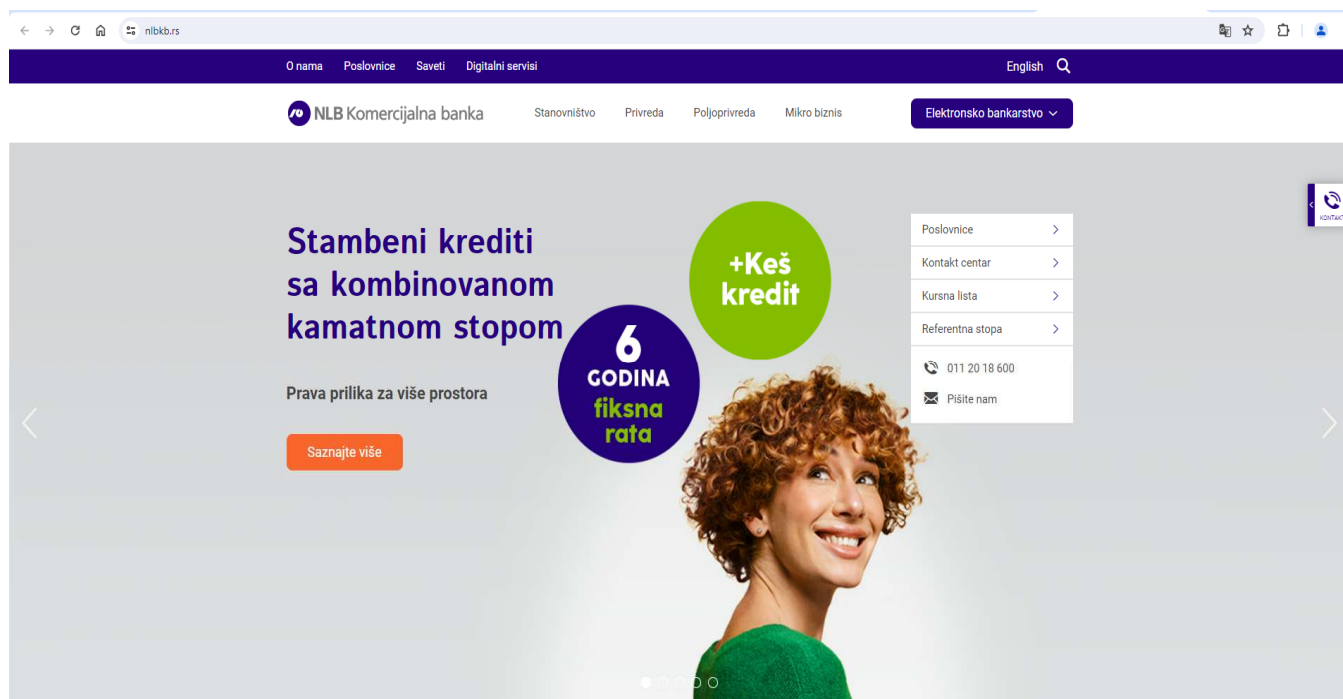 nlbkb.rs
O nama Poslovnice Saveti Digitalni servisi English
NLB Komercijalna banka Stanovništvo Privreda Poljoprivreda Mikro biznis Elektronsko bankarstvo
KONTAKT
Stambeni krediti
sa kombinovanom
kamatnom stopom
Prava prilika za više prostora
Saznajte više
+Keš
kredit
6
GODINA
fiksna
rata
Poslovnice
Kontakt centar
Kursna lista
Referentna stopa
011 20 18 600
Pišite nam